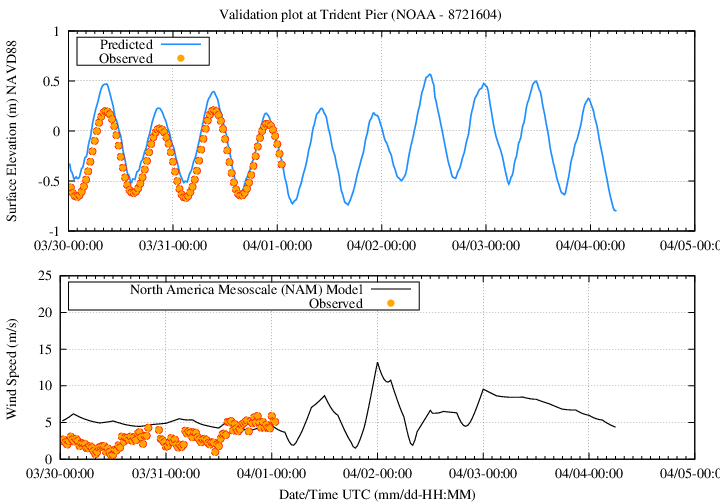 Validation plot at Trident Pier (NOAA - 8721604)
Surface Elevation (m) NAVD88
1
0.5
0
-0.5
-1
Predicted
Observed
03/30-00:00 03/31-00:00 04/01-00:00 04/02-00:00 04/03-00:00 04/04-00:00 04/05-0
Wind Speed (m/s)
25
20
15
10
5
0
North America Mesoscale (NAM) Model
Observed
03/30-00:00 03/31-00:00 04/01-00:00 04/02-00:00 04/03-00:00 04/04-00:00 04/05-0
Date/Time UTC (mm/dd-HH:MM)